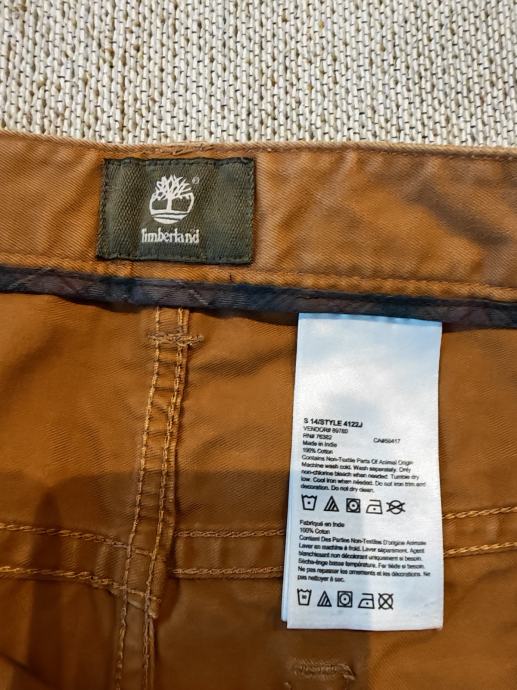 Timberland
®
S 14/STYLE 4122J
VENDOR# 89760
RN# 76382 CA#59417
Made in Indie
100% Cotton
Contains Non-Textile Parts Of Animal Origin
Machine wash cold. Wash separately. Only
non-chlorine bleach when needed. Tumble dry
low. Cool iron when needed. Do not iron trim and
decoration. Do not dry clean.
Fabriqué en Inde
100% Coton
Contient Des Parties Non-Textiles D'origine Animale
Laver en machine à froid. Laver séparément. Agent
blanchissant non décolorant uniquement si besoin.
Sèche-linge basse température. Fer tiède si besoin.
Ne pas repasser les ornements et les décorations. Ne
pas nettoyer à sec.